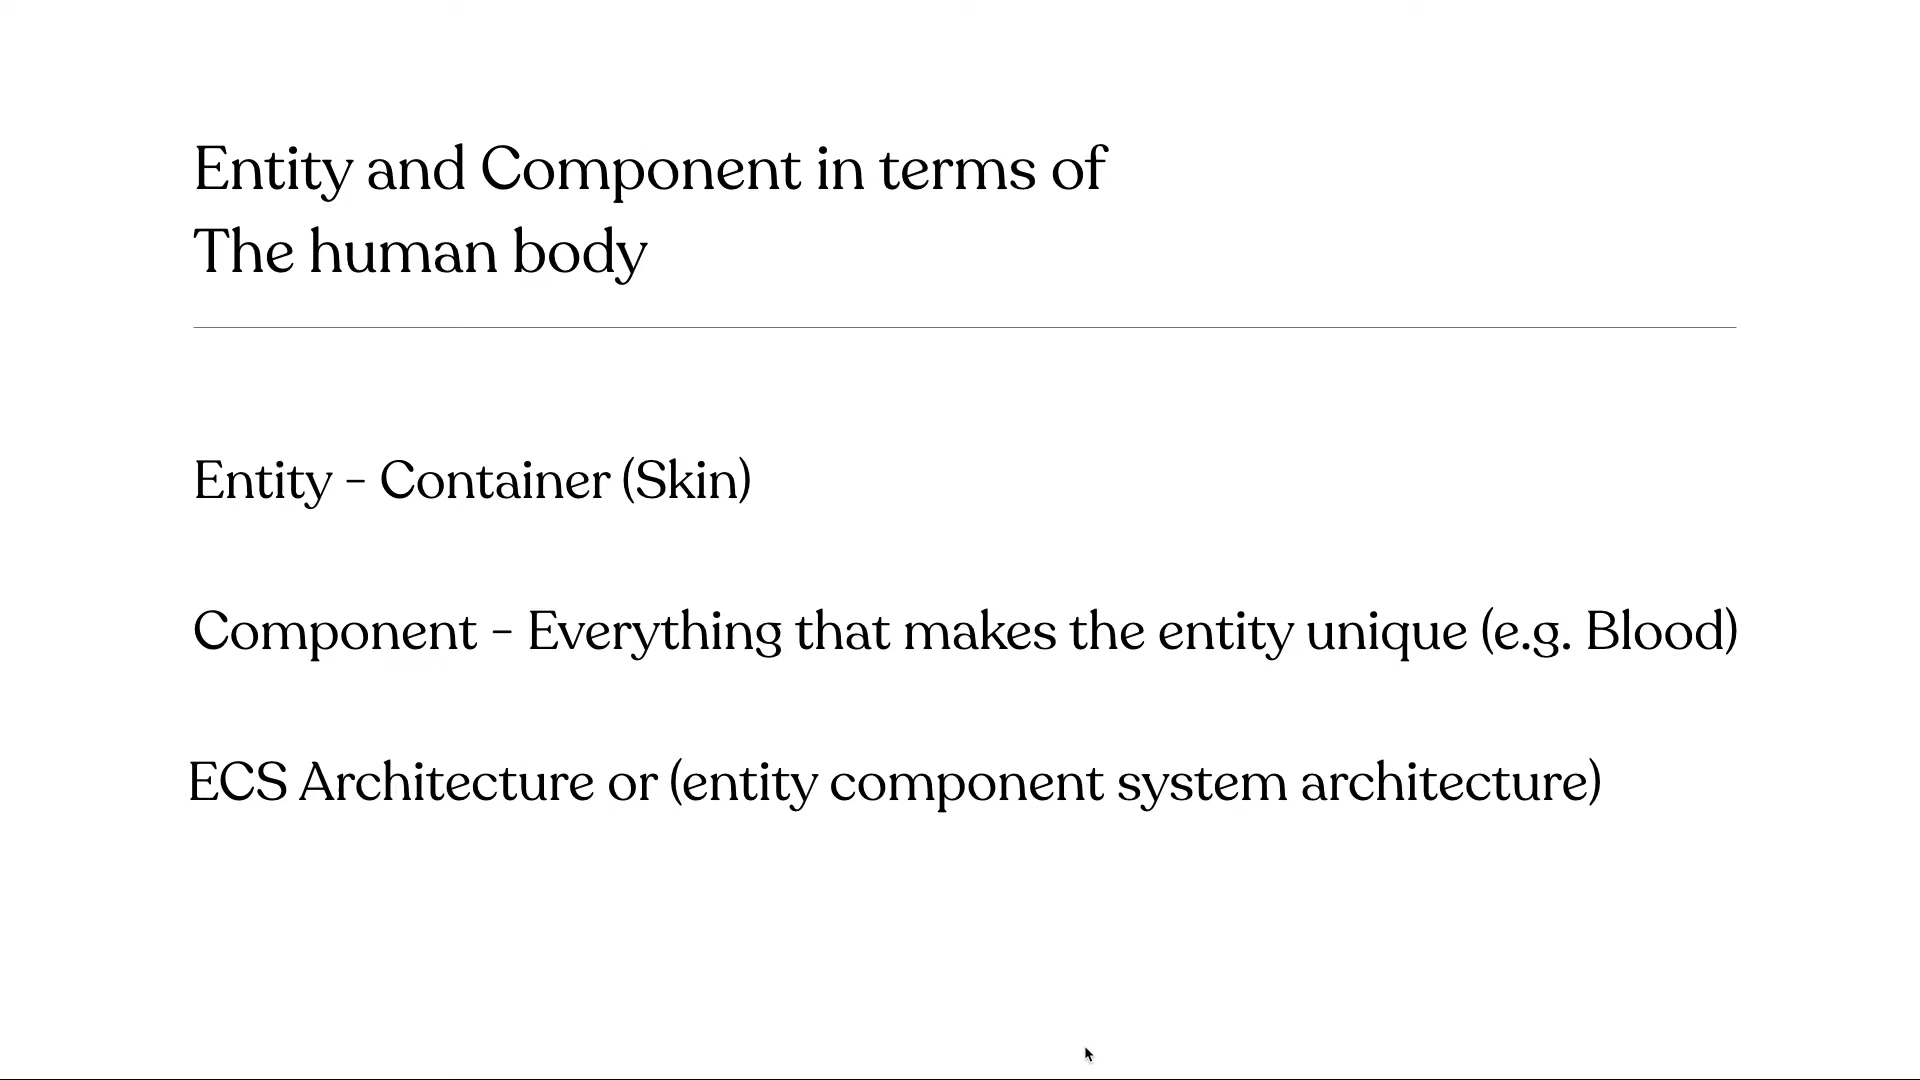 Entity and Component in terms of
The human body
Entity – Container (Skin)
Component – Everything that makes the entity unique (e.g. Blood)
ECS Architecture or (entity component system architecture)